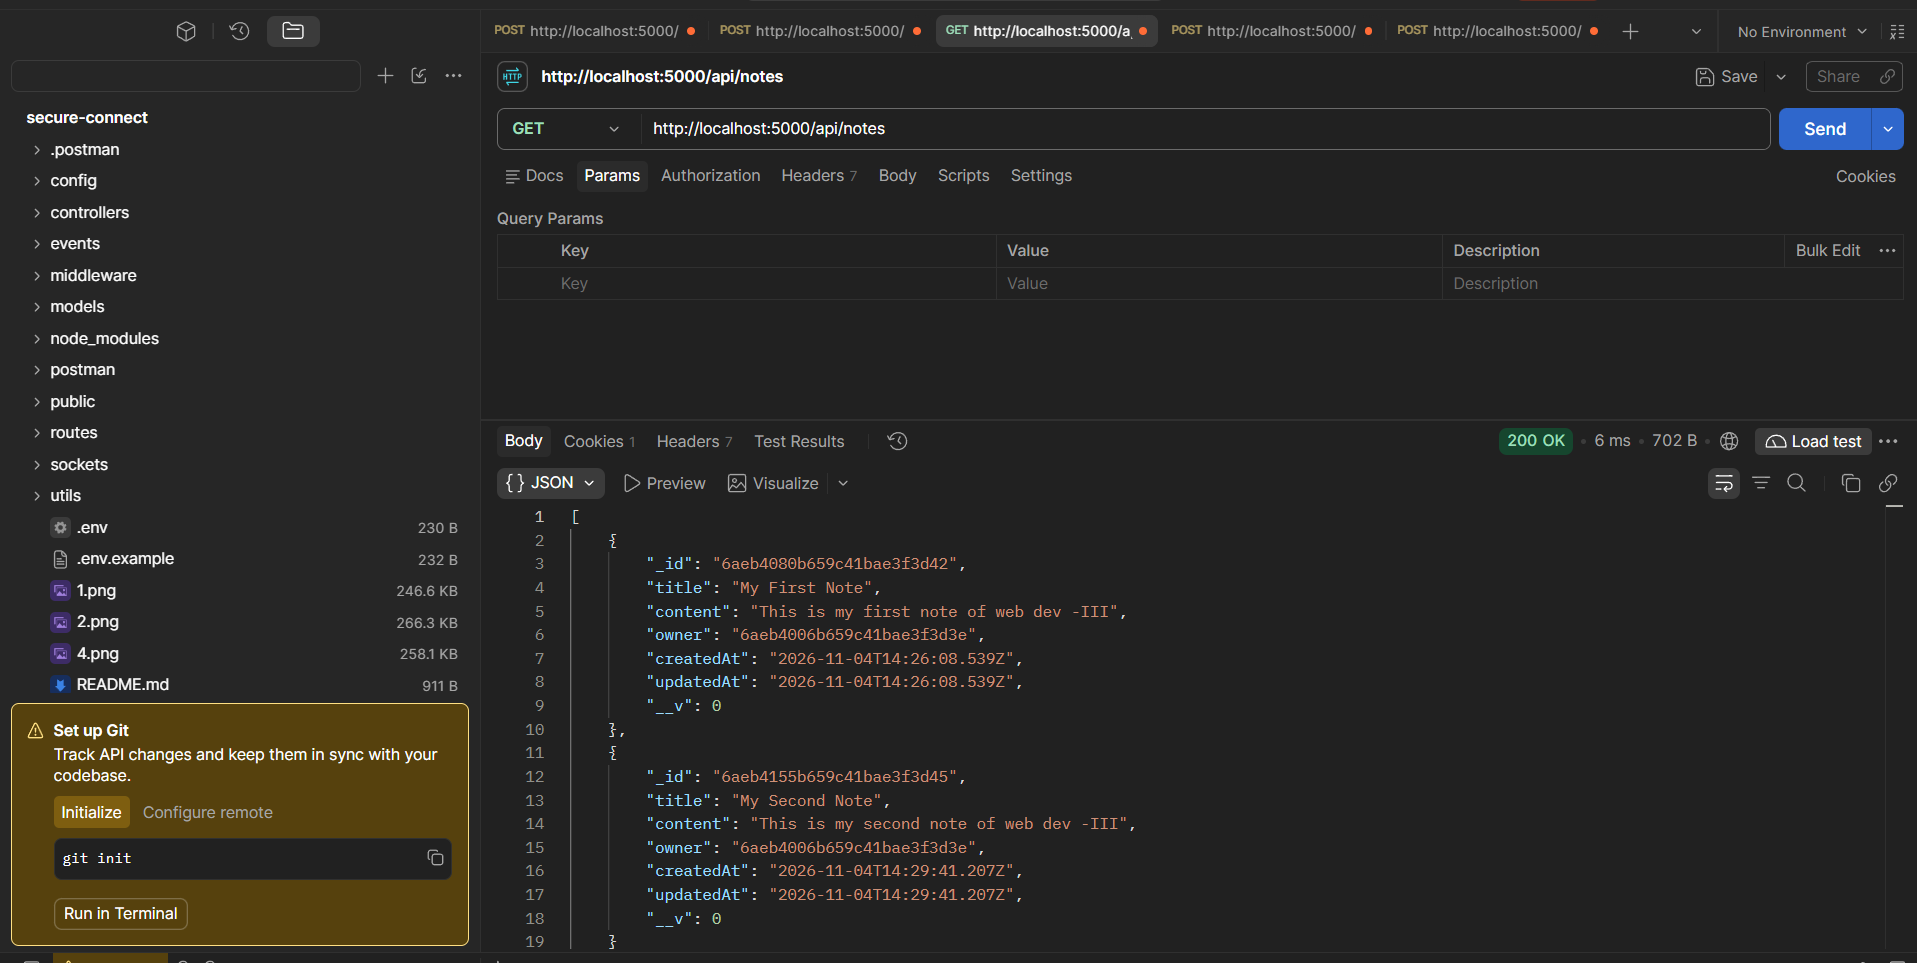 POST http://localhost:5000/
POST http://localhost:5000/
GET http://localhost:5000/a
POST http://localhost:5000/
POST http://localhost:5000/
No Environment
HTTP http://localhost:5000/api/notes
Save
Share
GET http://localhost:5000/api/notes
Send
Docs Params Authorization Headers 7 Body Scripts Settings
Cookies
Query Params
Key Value Description Bulk Edit
Key Value Description
secure-connect
.postman
config
controllers
events
middleware
models
node_modules
postman
public
routes
sockets
utils
.env 230 B
.env.example 232 B
1.png 246.6 KB
2.png 266.3 KB
4.png 258.1 KB
README.md 911 B
Set up Git
Track API changes and keep them in sync with your
codebase.
Initialize Configure remote
git init
Run in Terminal
Body Cookies 1 Headers 7 Test Results
200 OK 6 ms 702 B Load test
{} JSON Preview Visualize
1 [
2 {
3 "_id": "6aeb4080b659c41bae3f3d42",
4 "title": "My First Note",
5 "content": "This is my first note of web dev -III",
6 "owner": "6aeb4006b659c41bae3f3d3e",
7 "createdAt": "2026-11-04T14:26:08.539Z",
8 "updatedAt": "2026-11-04T14:26:08.539Z",
9 "__v": 0
10 },
11 {
12 "_id": "6aeb4155b659c41bae3f3d45",
13 "title": "My Second Note",
14 "content": "This is my second note of web dev -III",
15 "owner": "6aeb4006b659c41bae3f3d3e",
16 "createdAt": "2026-11-04T14:29:41.207Z",
17 "updatedAt": "2026-11-04T14:29:41.207Z",
18 "__v": 0
19 }